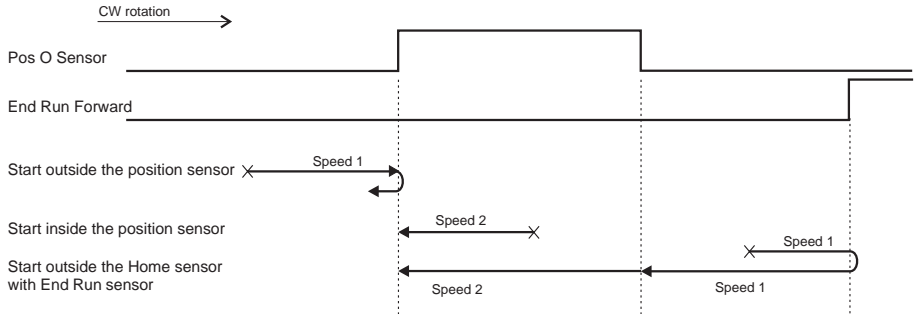 CW rotation
Pos O Sensor
End Run Forward
Start outside the position sensor
Speed 1
Start inside the position sensor
Speed 2
Speed 1
Start outside the Home sensor
with End Run sensor
Speed 2
Speed 1